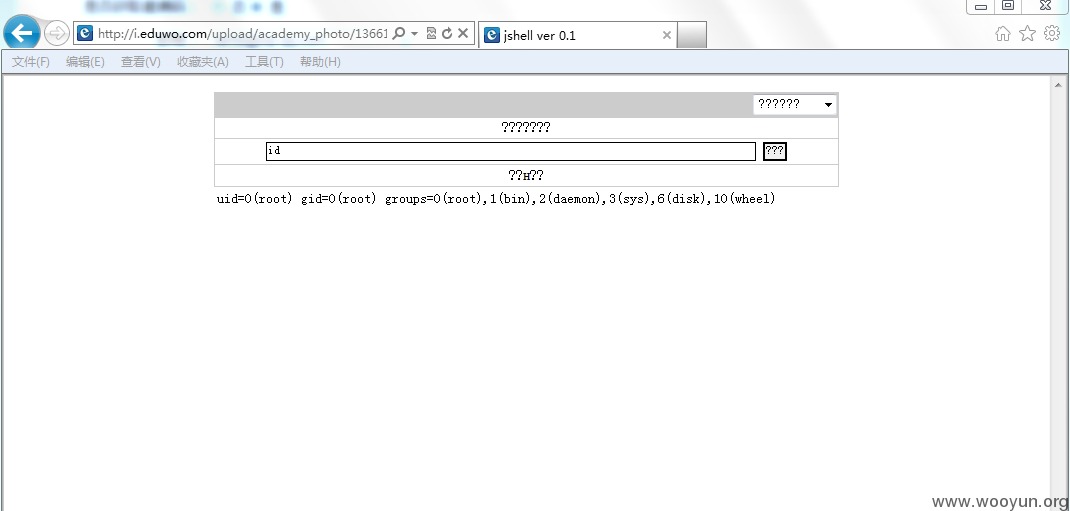 http://i.eduwo.com/upload/academy_photo/13661
jshell ver 0.1
文件(F) 编辑(E) 查看(V) 收藏夹(A) 工具(T) 帮助(H)
??????
???????
id
???
??н??
uid=0(root) gid=0(root) groups=0(root),1(bin),2(daemon),3(sys),6(disk),10(wheel)
www.wooyun.org